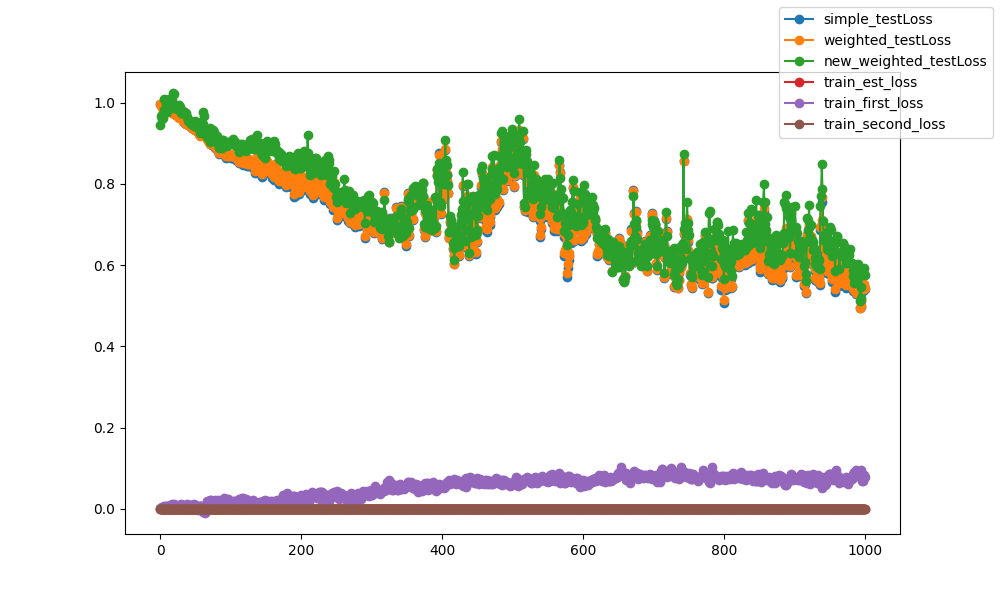 simple_testLoss
weighted_testLoss
new_weighted_testLoss
train_est_loss
train_first_loss
train_second_loss
1.0
0.8
0.6
0.4
0.2
0.0
0 200 400 600 800 1000